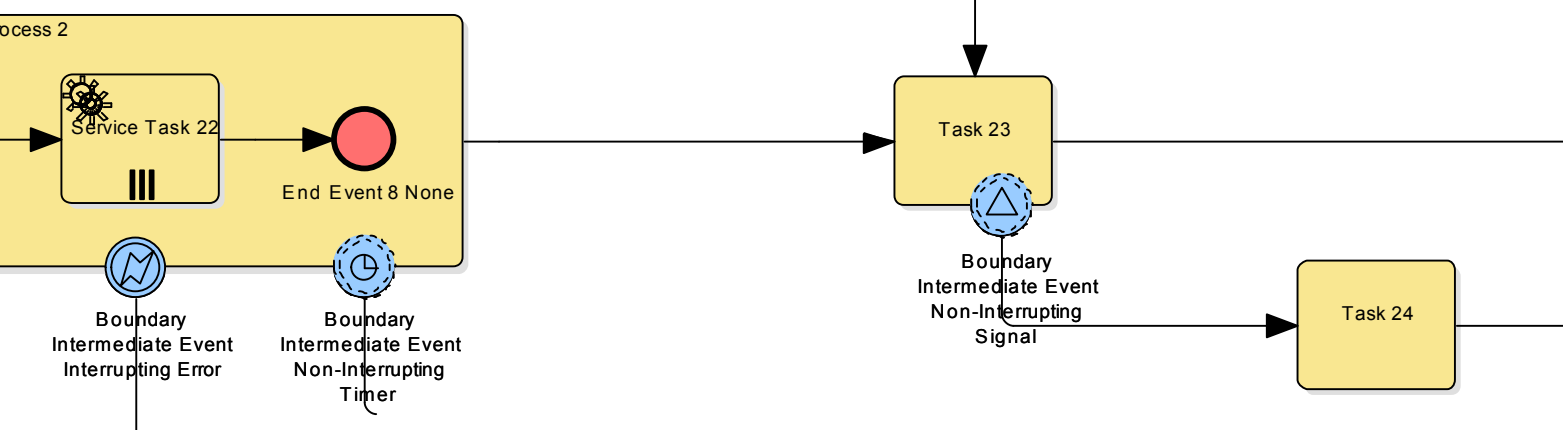 ocess 2
Service Task 22
End Event 8 None
Boundary
Intermediate Event
Interrupting Error
Boundary
Intermediate Event
Non-Interrupting
Timer
Task 23
Boundary
Intermediate Event
Non-Interrupting
Signal
Task 24